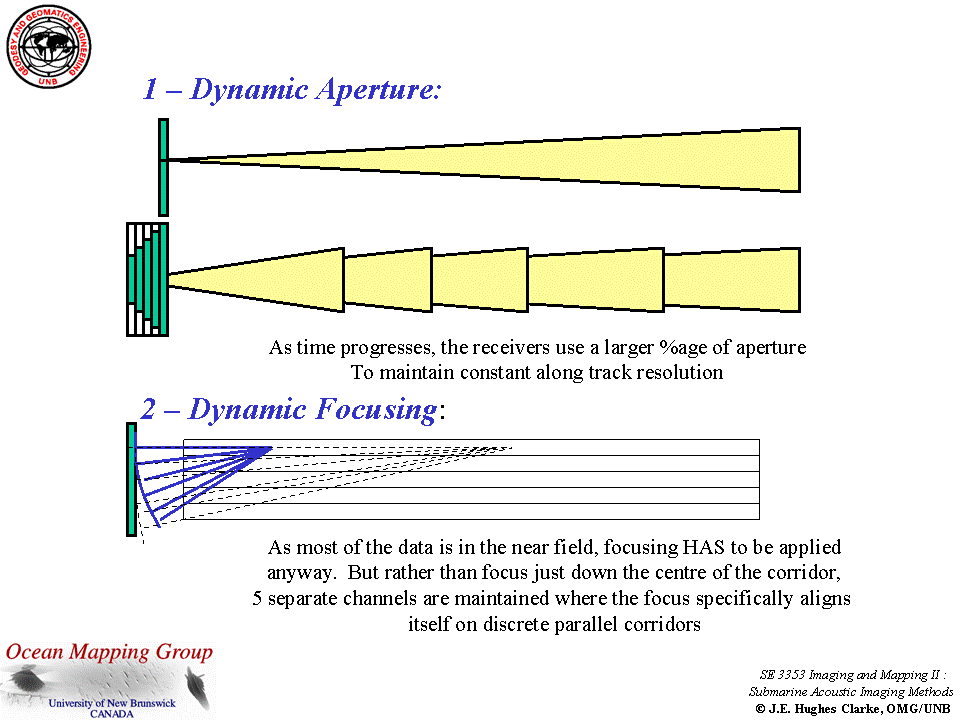 GEODESY AND GEOMATICS ENGINEERING
UNB
1 – Dynamic Aperture:
As time progresses, the receivers use a larger %age of aperture
To maintain constant along track resolution
2 – Dynamic Focusing:
As most of the data is in the near field, focusing HAS to be applied
anyway. But rather than focus just down the centre of the corridor,
5 separate channels are maintained where the focus specifically aligns
itself on discrete parallel corridors
Ocean Mapping Group
University of New Brunswick
CANADA
SE 3353 Imaging and Mapping II :
Submarine Acoustic Imaging Methods
© J.E. Hughes Clarke, OMG/UNB